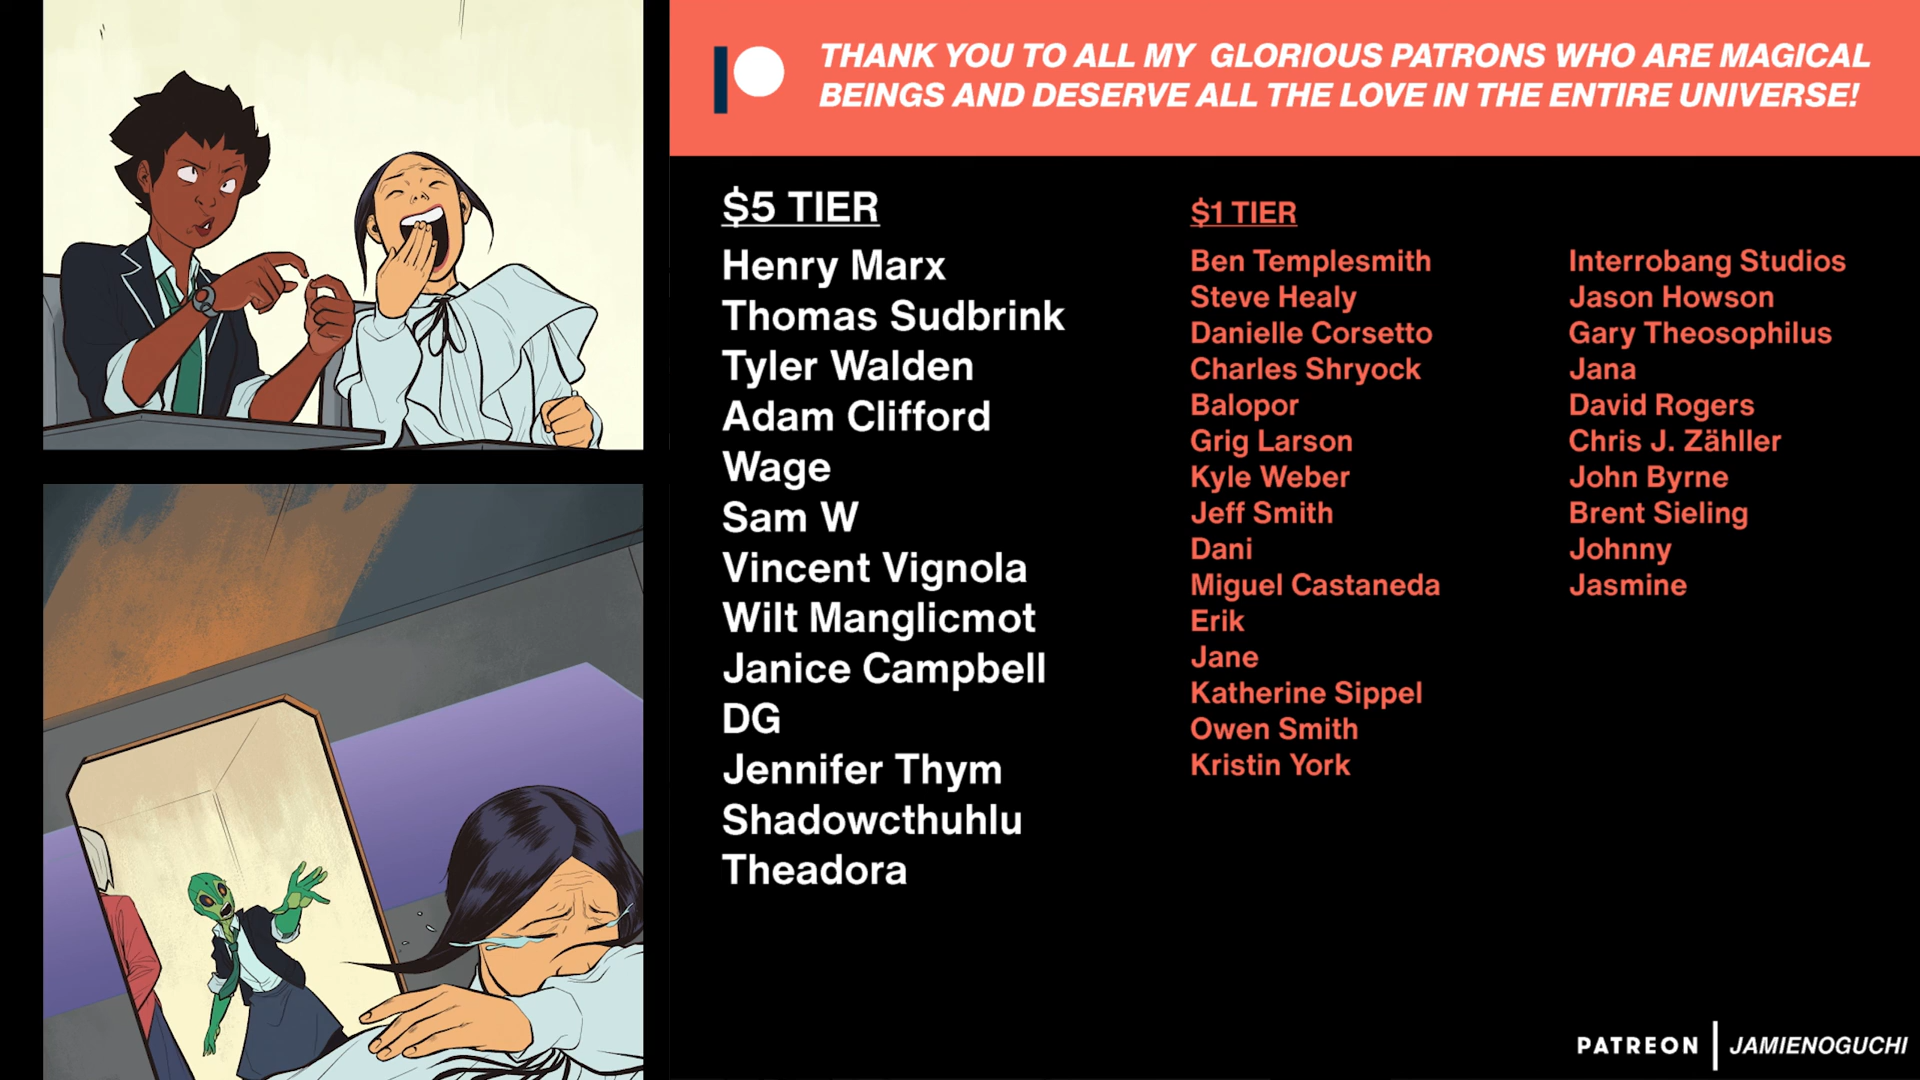 THANK YOU TO ALL MY GLORIOUS PATRONS WHO ARE MAGICAL
BEINGS AND DESERVE ALL THE LOVE IN THE ENTIRE UNIVERSE!
$5 TIER
Henry Marx
Thomas Sudbrink
Tyler Walden
Adam Clifford
Wage
Sam W
Vincent Vignola
Wilt Manglicmot
Janice Campbell
DG
Jennifer Thym
Shadowcthuhlu
Theadora
$1 TIER
Ben Templesmith
Steve Healy
Danielle Corsetto
Charles Shryock
Balopor
Grig Larson
Kyle Weber
Jeff Smith
Dani
Miguel Castaneda
Erik
Jane
Katherine Sippel
Owen Smith
Kristin York
Interrobang Studios
Jason Howson
Gary Theosophilus
Jana
David Rogers
Chris J. Zähller
John Byrne
Brent Sieling
Johnny
Jasmine
PATREON | JAMIENOGUCHI